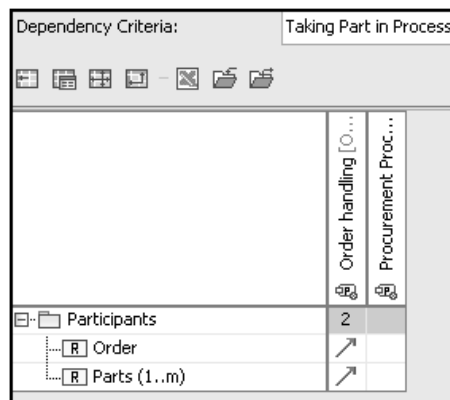 Dependency Criteria: Taking Part in Process
Order handling [O...
Procurement Proc...
Participants 2
R Order
R Parts (1..m)